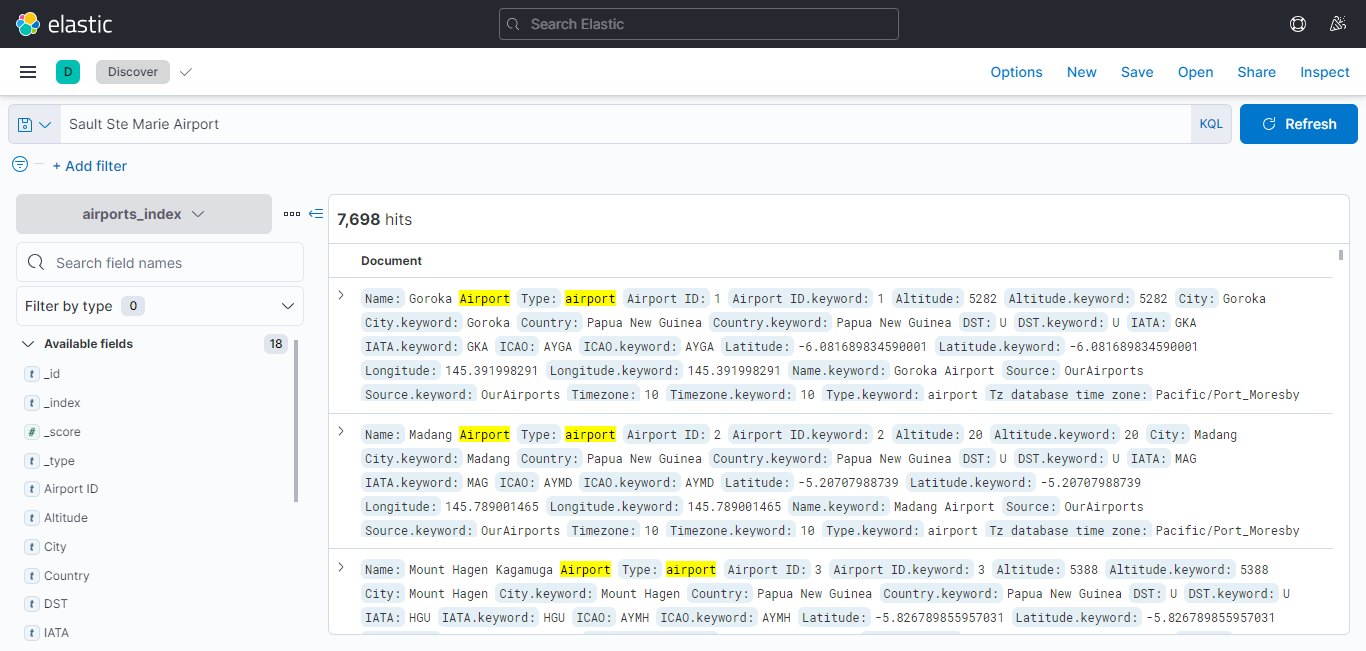 elastic
Search Elastic
D
Discover
Options New Save Open Share Inspect
Sault Ste Marie Airport
KQL
Refresh
+ Add filter
airports_index
Search field names
Filter by type 0
Available fields 18
t _id
t _index
# _score
t _type
t Airport ID
t Altitude
t City
t Country
t DST
t IATA
7,698 hits
Document
Name: Goroka Airport Type: airport Airport ID: 1 Airport ID.keyword: 1 Altitude: 5282 Altitude.keyword: 5282 City: Goroka
City.keyword: Goroka Country: Papua New Guinea Country.keyword: Papua New Guinea DST: U DST.keyword: U IATA: GKA
IATA.keyword: GKA ICAO: AYGA ICAO.keyword: AYGA Latitude: -6.081689834590001 Latitude.keyword: -6.081689834590001
Longitude: 145.391998291 Longitude.keyword: 145.391998291 Name.keyword: Goroka Airport Source: OurAirports
Source.keyword: OurAirports Timezone: 10 Timezone.keyword: 10 Type.keyword: airport Tz database time zone: Pacific/Port_Moresby
Name: Madang Airport Type: airport Airport ID: 2 Airport ID.keyword: 2 Altitude: 20 Altitude.keyword: 20 City: Madang
City.keyword: Madang Country: Papua New Guinea Country.keyword: Papua New Guinea DST: U DST.keyword: U IATA: MAG
IATA.keyword: MAG ICAO: AYMD ICAO.keyword: AYMD Latitude: -5.20707988739 Latitude.keyword: -5.20707988739
Longitude: 145.789001465 Longitude.keyword: 145.789001465 Name.keyword: Madang Airport Source: OurAirports
Source.keyword: OurAirports Timezone: 10 Timezone.keyword: 10 Type.keyword: airport Tz database time zone: Pacific/Port_Moresby
Name: Mount Hagen Kagamuga Airport Type: airport Airport ID: 3 Airport ID.keyword: 3 Altitude: 5388 Altitude.keyword: 5388
City: Mount Hagen City.keyword: Mount Hagen Country: Papua New Guinea Country.keyword: Papua New Guinea DST: U DST.keyword: U
IATA: HGU IATA.keyword: HGU ICAO: AYMH ICAO.keyword: AYMH Latitude: -5.826789855957031 Latitude.keyword: -5.826789855957031